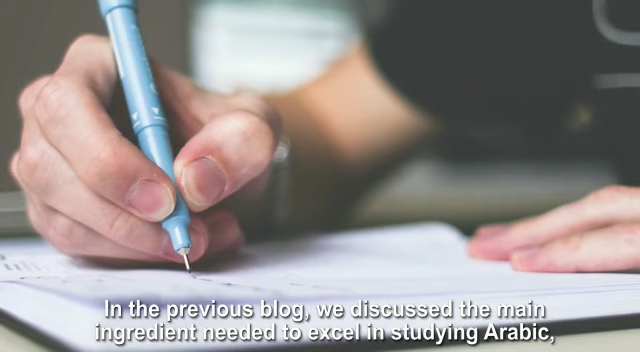 In the previous blog, we discussed the main
ingredient needed to excel in studying Arabic,